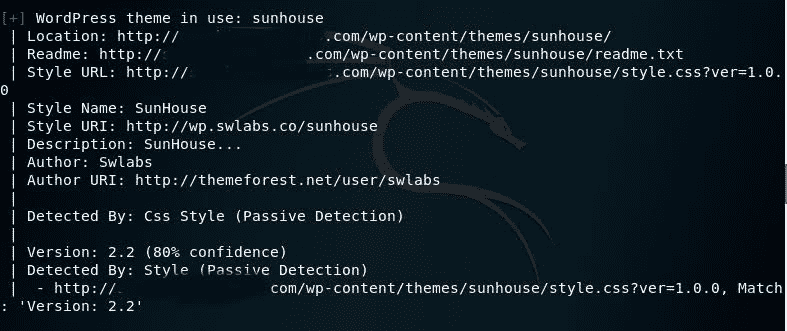 [+] WordPress theme in use: sunhouse
| Location: http:// .com/wp-content/themes/sunhouse/
| Readme: http:// .com/wp-content/themes/sunhouse/readme.txt
| Style URL: http:// .com/wp-content/themes/sunhouse/style.css?ver=1.0.
0
| Style Name: SunHouse
| Style URI: http://wp.swlabs.co/sunhouse
| Description: SunHouse...
| Author: Swlabs
| Author URI: http://themeforest.net/user/swlabs
|
| Detected By: Css Style (Passive Detection)
|
| Version: 2.2 (80% confidence)
| Detected By: Style (Passive Detection)
|  - http:// com/wp-content/themes/sunhouse/style.css?ver=1.0.0, Match
: 'Version: 2.2'